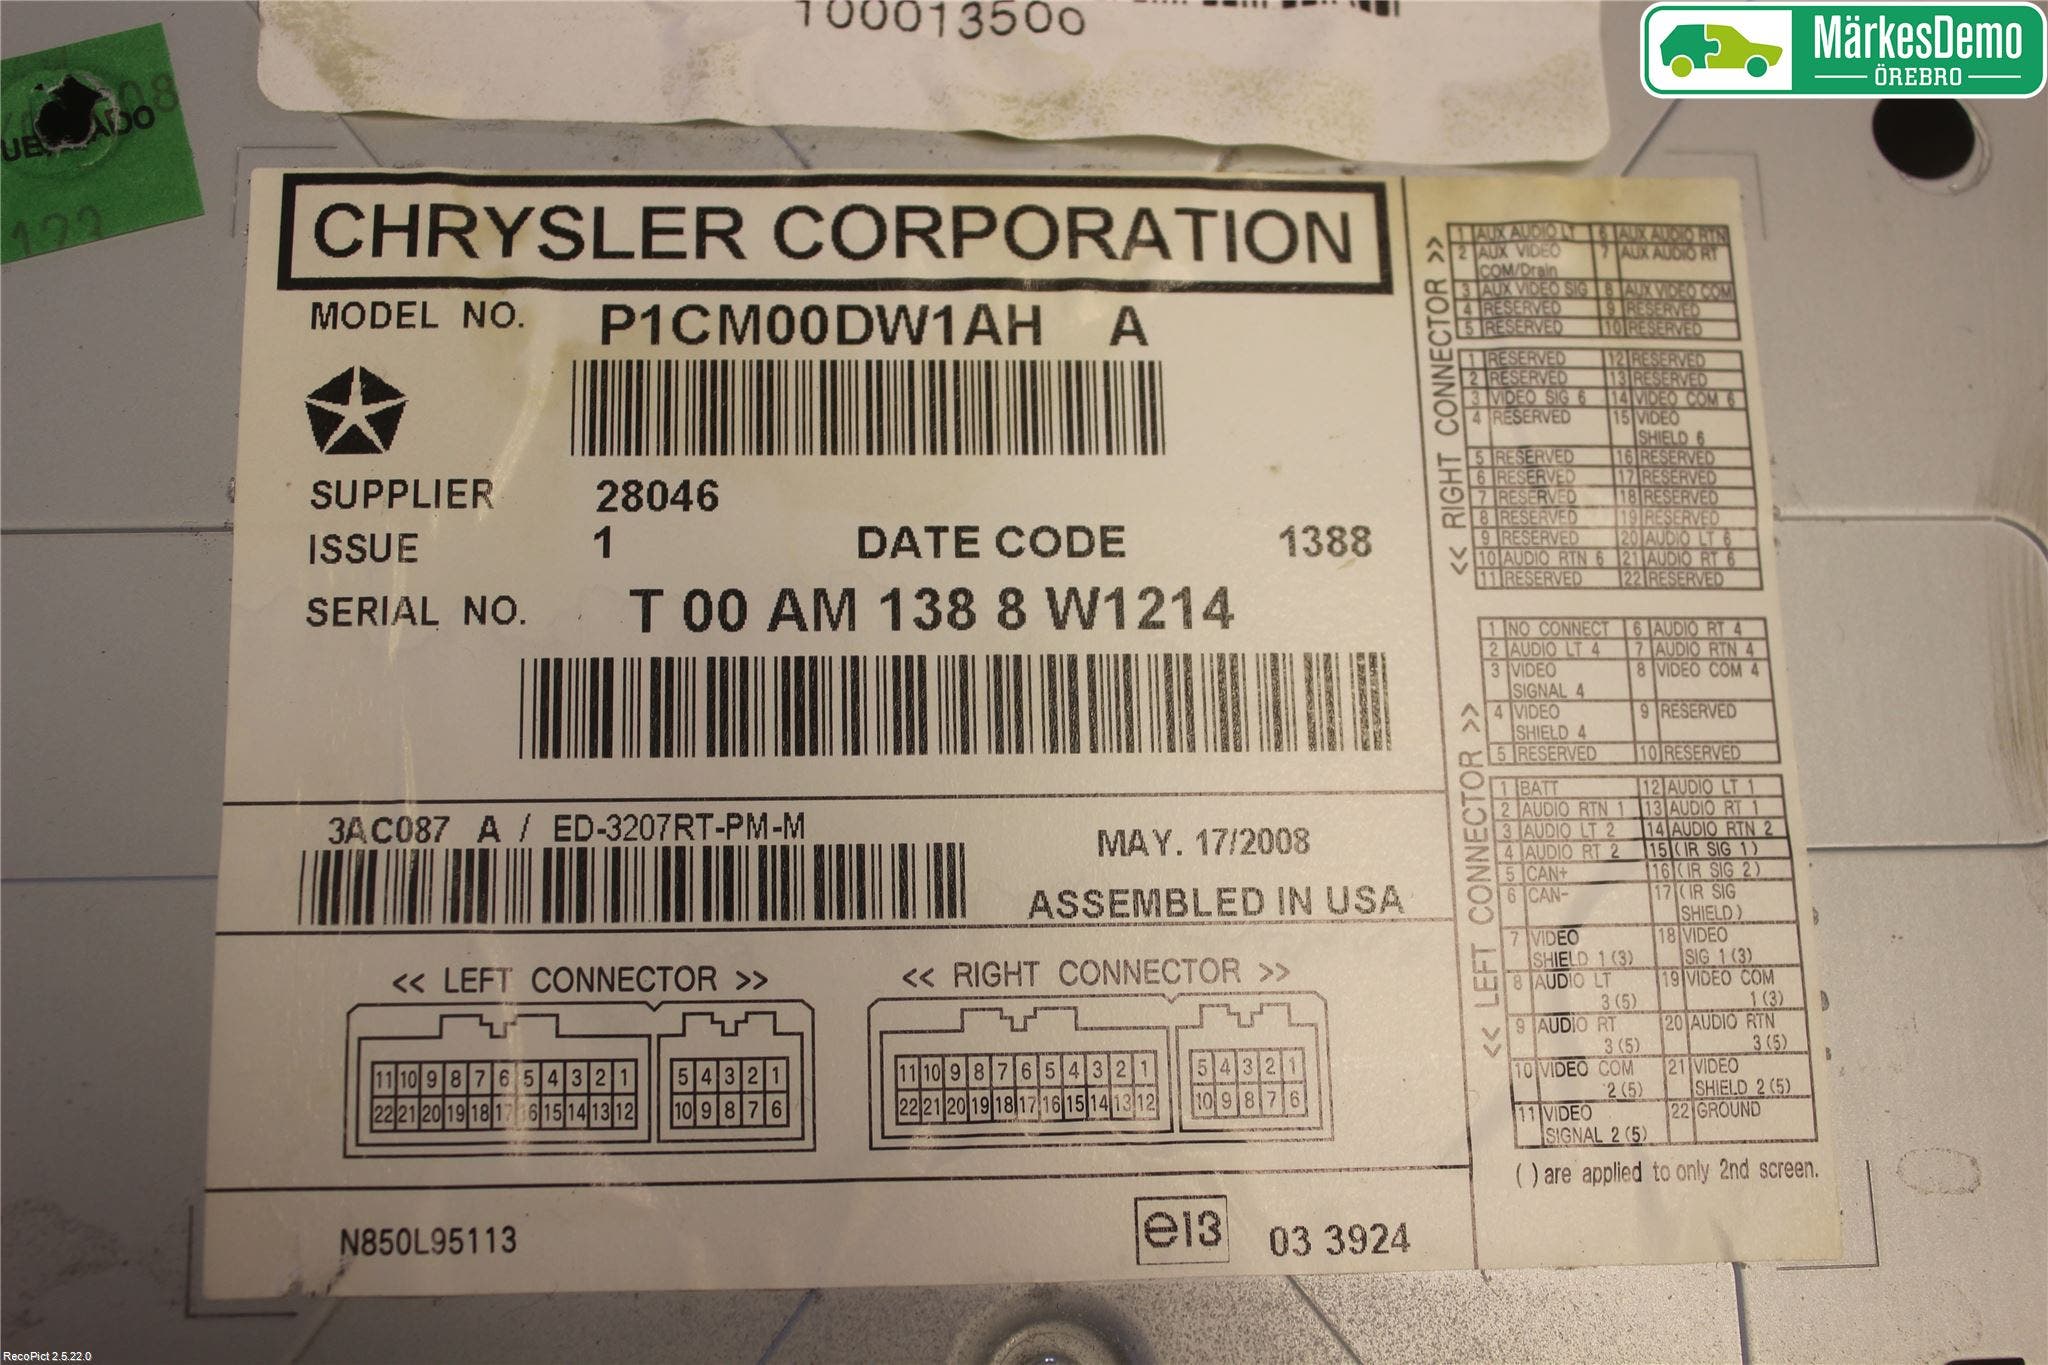 100013500
MärkesDemo
ÖREBRO
08
ADO
CHRYSLER CORPORATION
MODEL NO. P1CM00DW1AH A
SUPPLIER 28046
ISSUE 1 DATE CODE 1388
SERIAL NO. T 00 AM 138 8 W1214
3AC087 A / ED-3207RT-PM-M
MAY. 17/2008
ASSEMBLED IN USA
<< LEFT CONNECTOR >>
11 10 9 8 7 6 5 4 3 2 1 5 4 3 2 1
22 21 20 19 18 17 16 15 14 13 12 10 9 8 7 6
<< RIGHT CONNECTOR >>
11 10 9 8 7 6 5 4 3 2 1 5 4 3 2 1
22 21 20 19 18 17 16 15 14 13 12 10 9 8 7 6
N850L95113
e13 03 3924
<< RIGHT CONNECTOR >>
1 AUX AUDIO LT 6 AUX AUDIO RTN
2 AUX VIDEO 7 AUX AUDIO RT
COM/Drain
3 AUX VIDEO SIG 8 AUX VIDEO COM
4 RESERVED 9 RESERVED
5 RESERVED 10 RESERVED
1 RESERVED 12 RESERVED
2 RESERVED 13 RESERVED
3 VIDEO SIG 6 14 VIDEO COM 6
4 RESERVED 15 VIDEO
SHIELD 6
5 RESERVED 16 RESERVED
6 RESERVED 17 RESERVED
7 RESERVED 18 RESERVED
8 RESERVED 19 RESERVED
9 RESERVED 20 AUDIO LT 6
10 AUDIO RTN 6 21 AUDIO RT 6
11 RESERVED 22 RESERVED
<< LEFT CONNECTOR >>
1 NO CONNECT 6 AUDIO RT 4
2 AUDIO LT 4 7 AUDIO RTN 4
3 VIDEO 8 VIDEO COM 4
SIGNAL 4
4 VIDEO 9 RESERVED
SHIELD 4
5 RESERVED 10 RESERVED
1 BATT 12 AUDIO LT 1
2 AUDIO RTN 1 13 AUDIO RT 1
3 AUDIO LT 2 14 AUDIO RTN 2
4 AUDIO RT 2 15 (IR SIG 1)
5 CAN+ 16 (IR SIG 2)
6 CAN- 17 (IR SIG
SHIELD)
7 VIDEO 18 VIDEO
SHIELD 1(3) SIG 1(3)
8 AUDIO LT 19 VIDEO COM
3(5) 1(3)
9 AUDIO RT 20 AUDIO RTN
3(5) 3(5)
10 VIDEO COM 21 VIDEO
2(5) SHIELD 2(5)
11 VIDEO 22 GROUND
SIGNAL 2(5)
( ) are applied to only 2nd screen.
RecoPict 2.5.22.0